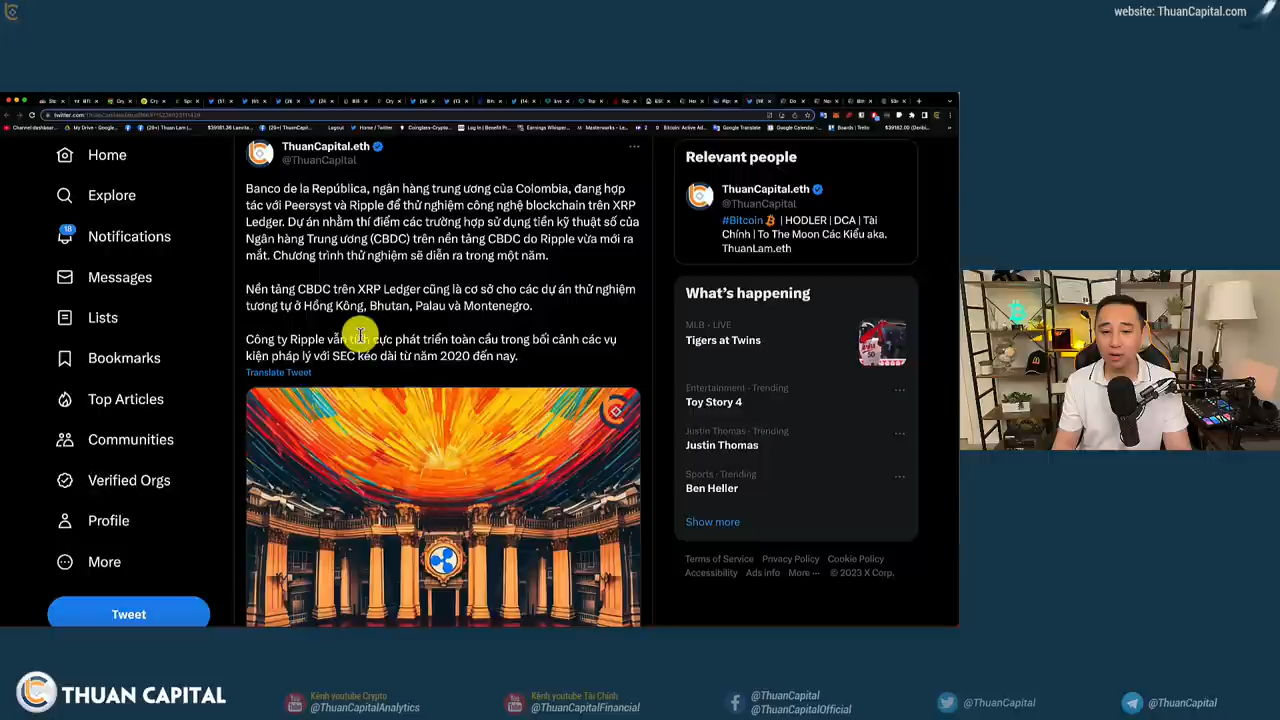 website: ThuanCapital.com
Home
Explore
18
Notifications
Messages
Lists
Bookmarks
Top Articles
Communities
Verified Orgs
Profile
More
Tweet
ThuanCapital.eth
@ThuanCapital
Banco de la República, ngân hàng trung ương của Colombia, đang hợp
tác với Peersyst và Ripple để thử nghiệm công nghệ blockchain trên XRP
Ledger. Dự án nhằm thí điểm các trường hợp sử dụng tiền kỹ thuật số của
Ngân hàng Trung ương (CBDC) trên nền tảng CBDC do Ripple vừa mới ra
mắt. Chương trình thử nghiệm sẽ diễn ra trong một năm.
Nền tảng CBDC trên XRP Ledger cũng là cơ sở cho các dự án thử nghiệm
tương tự ở Hồng Kông, Bhutan, Palau và Montenegro.
Công ty Ripple vẫn tích cực phát triển toàn cầu trong bối cảnh các vụ
kiện pháp lý với SEC kéo dài từ năm 2020 đến nay.
Translate Tweet
Relevant people
ThuanCapital.eth
@ThuanCapital
#Bitcoin | HODLER | DCA | Tài
Chính | To The Moon Các Kiểu aka.
ThuanLam.eth
What's happening
MLB · LIVE
Tigers at Twins
Entertainment · Trending
Toy Story 4
Justin Thomas · Trending
Justin Thomas
Sports · Trending
Ben Heller
Show more
Terms of Service Privacy Policy Cookie Policy
Accessibility Ads info More ··· © 2023 X Corp.
THUAN CAPITAL
Kênh youtube Crypto
@ThuanCapitalAnalytics
Kênh youtube Tài Chính
@ThuanCapitalFinancial
@ThuanCapital
@ThuanCapitalOfficial
@ThuanCapital
@ThuanCapital